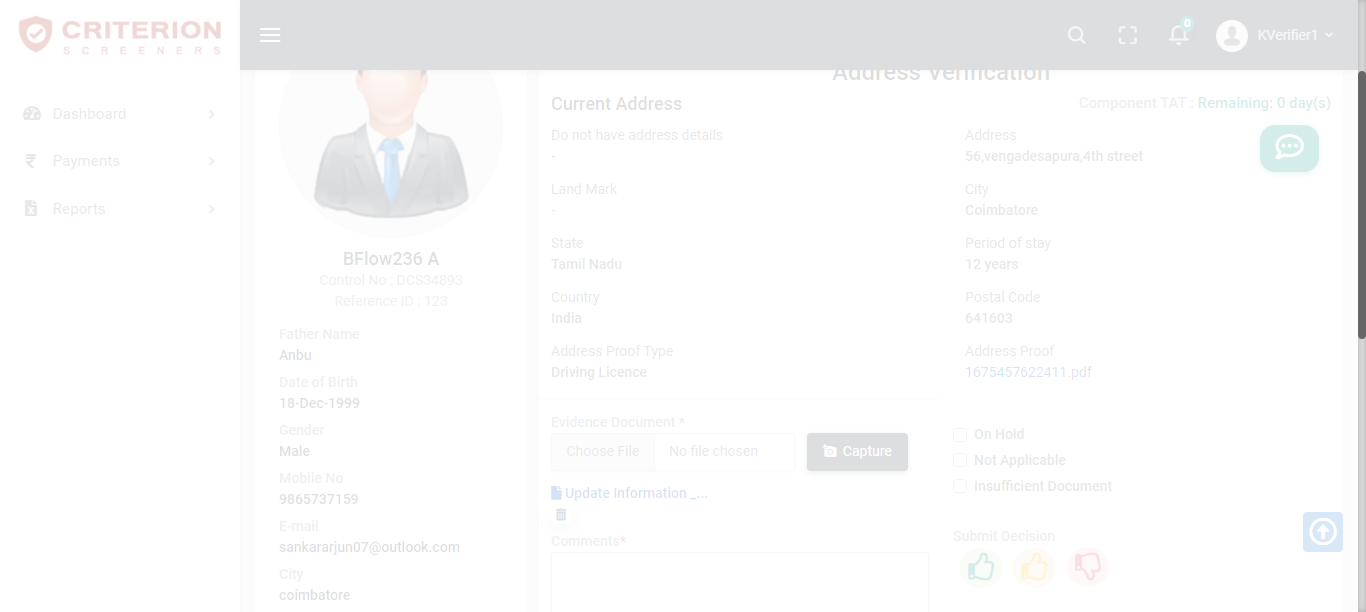 CRITERION
SCREENERS
0
KVerifier1
Dashboard
Payments
Reports
BFlow236 A
Control No : DCS34893
Reference ID : 123
Father Name
Anbu
Date of Birth
18-Dec-1999
Gender
Male
Mobile No
9865737159
E-mail
sankararjun07@outlook.com
City
coimbatore
Address Verification
Current Address
Component TAT : Remaining: 0 day(s)
Do not have address details
-
Address
56,vengadesapura,4th street
Land Mark
-
City
Coimbatore
State
Tamil Nadu
Period of stay
12 years
Country
India
Postal Code
641603
Address Proof Type
Driving Licence
Address Proof
1675457622411.pdf
Evidence Document *
Choose File No file chosen
Capture
Update Information _...
Comments*
On Hold
Not Applicable
Insufficient Document
Submit Decision